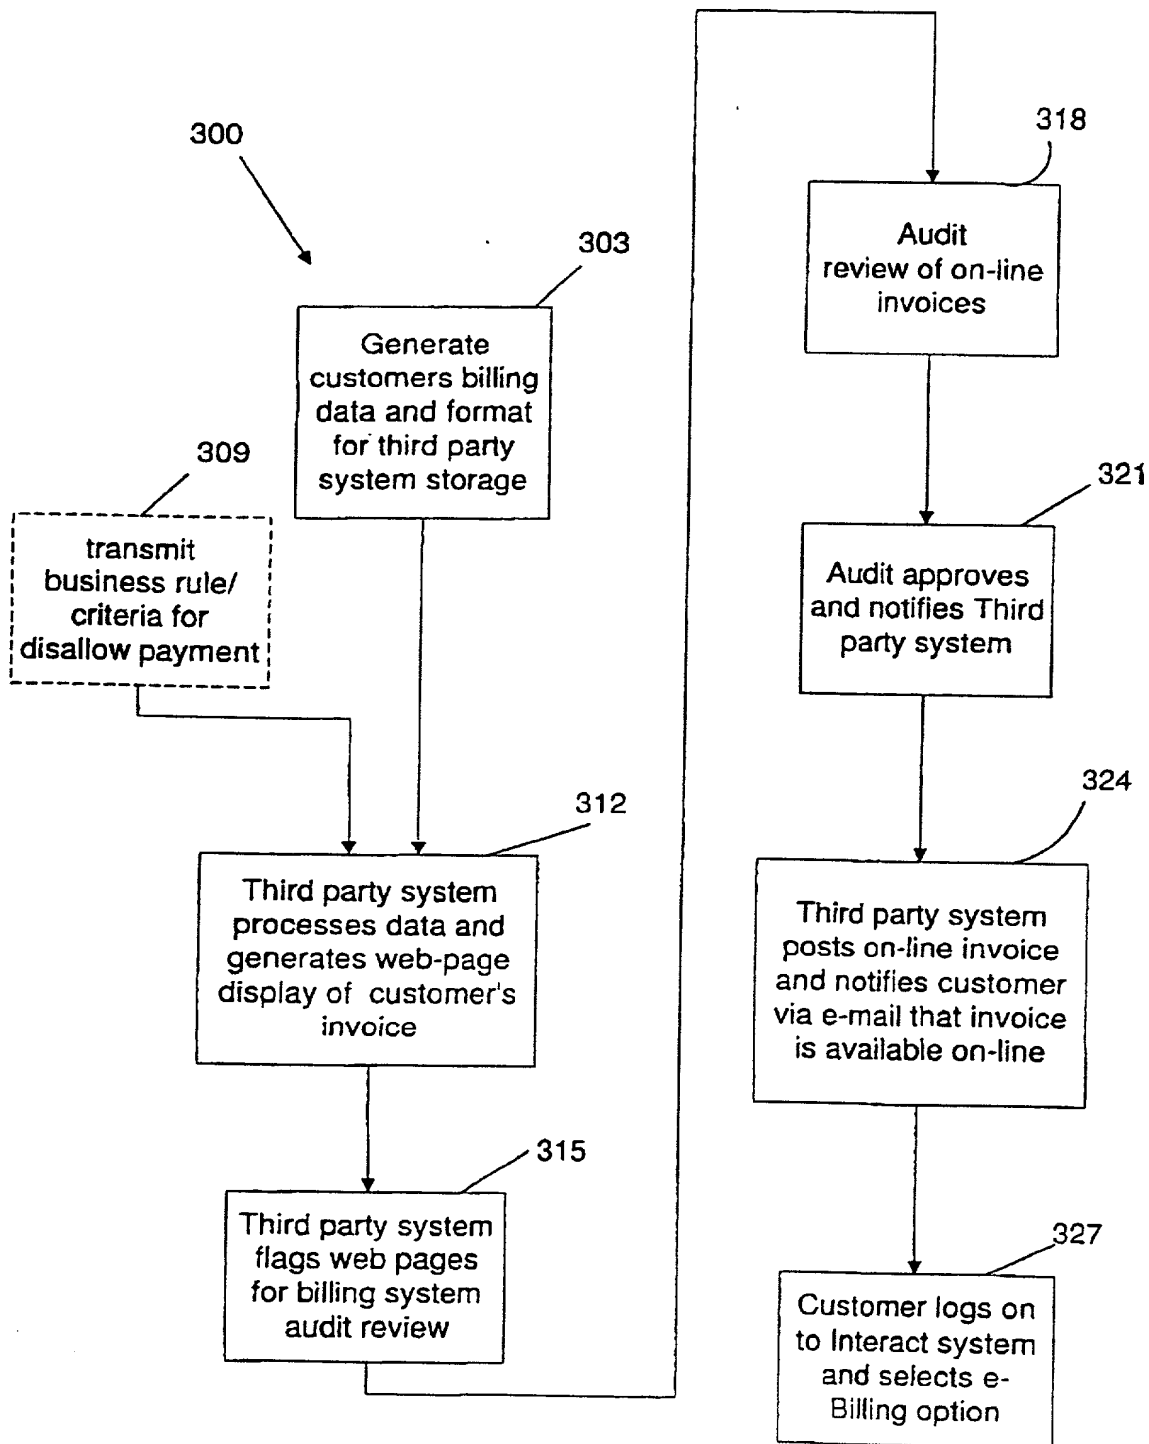 300
303
Generate
customers billing
data and format
for third party
system storage
309
transmit
business rule/
criteria for
disallow payment
312
Third party system
processes data and
generates web-page
display of customer's
invoice
315
Third party system
flags web pages
for billing system
audit review
318
Audit
review of on-line
invoices
321
Audit approves
and notifies Third
party system
324
Third party system
posts on-line invoice
and notifies customer
via e-mail that invoice
is available on-line
327
Customer logs on
to Interact system
and selects e-
Billing option